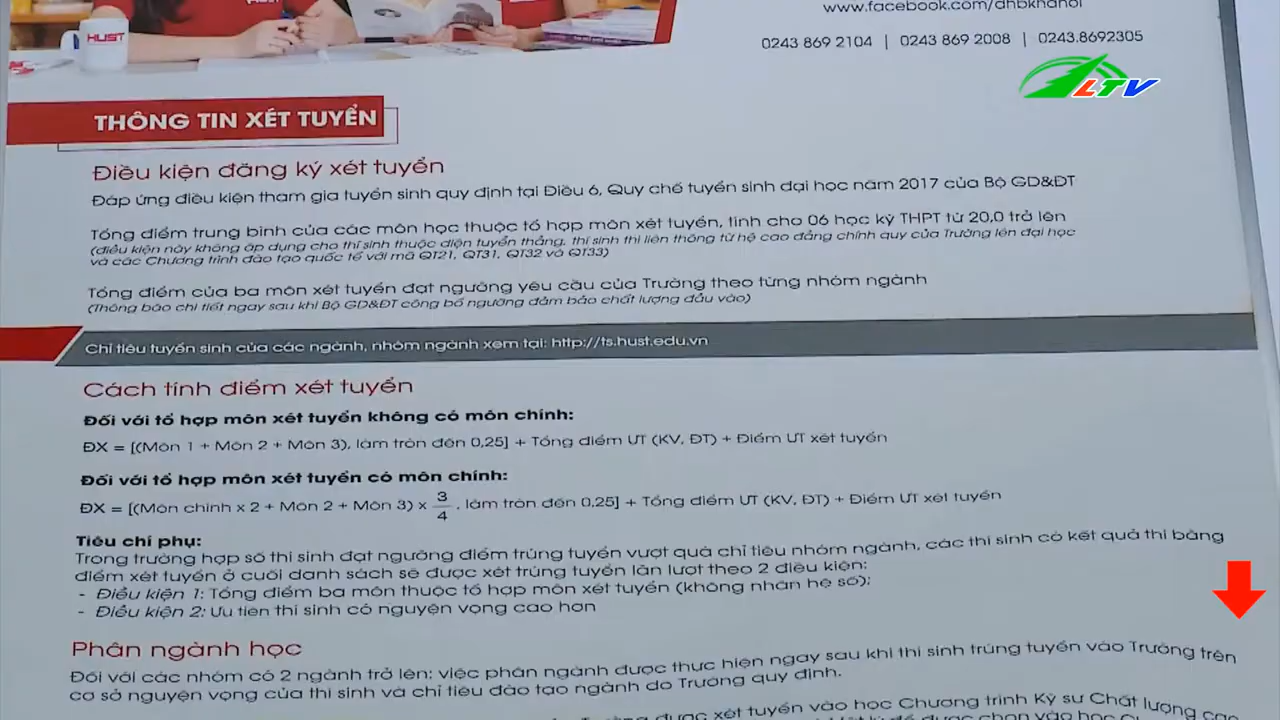 HUST
www.facebook.com/dhbkhanoi
0243 869 2104 | 0243 869 2008 | 0243.8692305
LTV
THÔNG TIN XÉT TUYỂN
Điều kiện đăng ký xét tuyển
Đáp ứng điều kiện tham gia tuyển sinh quy định tại Điều 6, Quy chế tuyển sinh đại học năm 2017 của Bộ GD&ĐT
Tổng điểm trung bình của các môn học thuộc tổ hợp môn xét tuyển, tính cho 06 học kỳ THPT từ 20,0 trở lên
(điều kiện này không áp dụng cho thí sinh thuộc diện tuyển thẳng, thí sinh thi liên thông từ hệ cao đẳng chính quy của Trường lên đại học
và các Chương trình đào tạo quốc tế với mã QT21, QT31, QT32 và QT33)
Tổng điểm của ba môn xét tuyển đạt ngưỡng yêu cầu của Trường theo từng nhóm ngành
(Thông báo chi tiết ngay sau khi Bộ GD&ĐT công bố ngưỡng đảm bảo chất lượng đầu vào)
Chỉ tiêu tuyển sinh của các ngành, nhóm ngành xem tại: http://ts.hust.edu.vn
Cách tính điểm xét tuyển
Đối với tổ hợp môn xét tuyển không có môn chính:
ĐX = [(Môn 1 + Môn 2 + Môn 3), làm tròn đến 0,25] + Tổng điểm ƯT (KV, ĐT) + Điểm ƯT xét tuyển
Đối với tổ hợp môn xét tuyển có môn chính:
ĐX = [(Môn chính x 2 + Môn 2 + Môn 3) x 3/4, làm tròn đến 0,25] + Tổng điểm ƯT (KV, ĐT) + Điểm ƯT xét tuyển
Tiêu chí phụ:
Trong trường hợp số thí sinh đạt ngưỡng điểm trúng tuyển vượt quá chỉ tiêu nhóm ngành, các thí sinh có kết quả thi bằng
điểm xét tuyển ở cuối danh sách sẽ được xét trúng tuyển lần lượt theo 2 điều kiện:
- Điều kiện 1: Tổng điểm ba môn thuộc tổ hợp môn xét tuyển (không nhân hệ số);
- Điều kiện 2: Ưu tiên thí sinh có nguyện vọng cao hơn
Phân ngành học
Đối với các nhóm có 2 ngành trở lên: việc phân ngành được thực hiện ngay sau khi thí sinh trúng tuyển vào Trường trên
cơ sở nguyện vọng của thí sinh và chỉ tiêu đào tạo ngành do Trường quy định.
được xét tuyển vào học Chương trình Kỹ sư Chất lượng cao